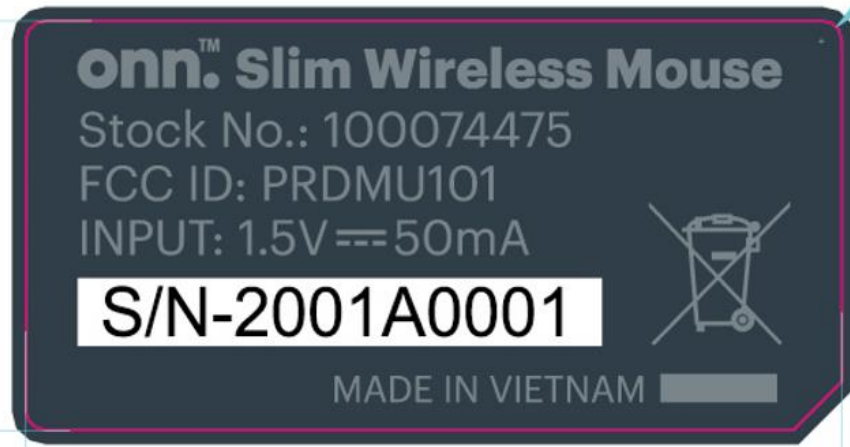 onn.™ Slim Wireless Mouse
Stock No.: 100074475
FCC ID: PRDMU101
INPUT: 1.5V⎓50mA
S/N-2001A0001
MADE IN VIETNAM